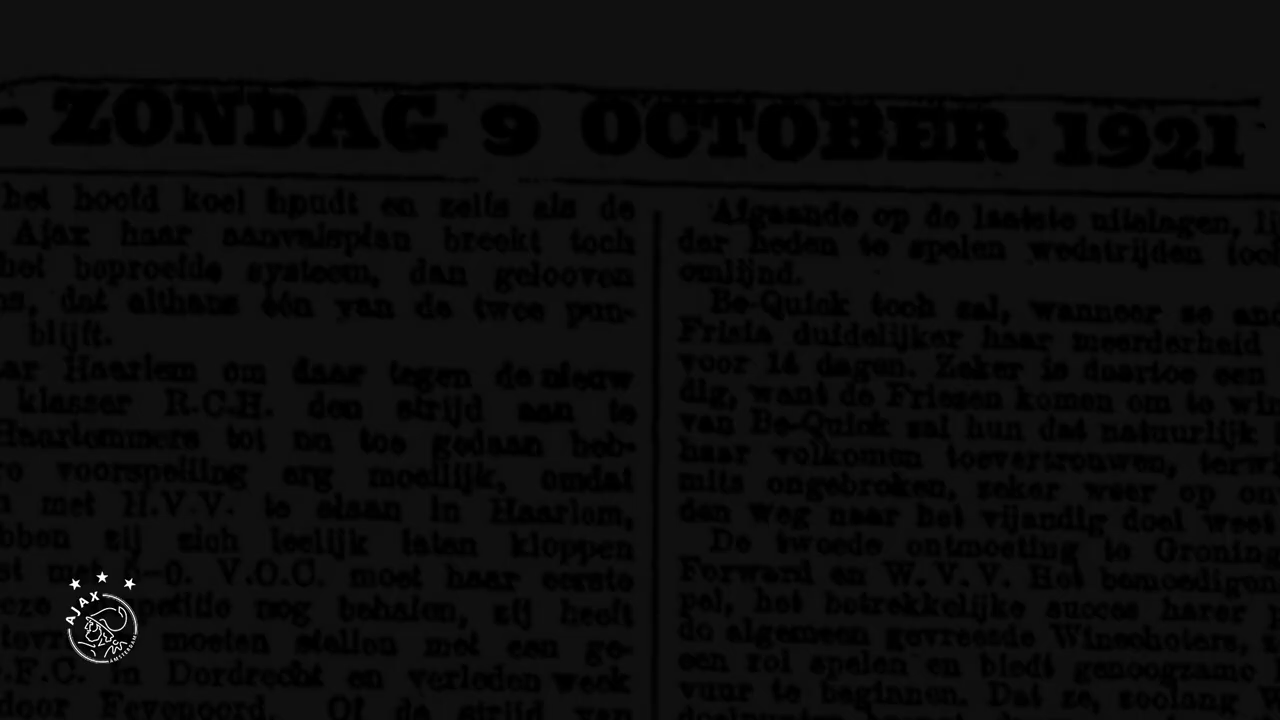 ZONDAG 9 OCTOBER 1921
het hoofd koel houdt en zelfs als de
Ajax haar aanvalsplan breekt toch
het beproefde systeem, dan gelooven
dat althans één van de twee pun-
blijft.
Haarlem om daar tegen de nieuw
klasser R.C.H. den strijd aan te
Haarlemmers tot nu toe gedaan heb-
voorspelling erg moeilijk, omdat
met H.V.V. te slaan in Haarlem,
zij zich leelijk laten kloppen
met 6-0. V.O.C. moet haar eerste
nog behalen, zij heeft
moeten stellen met een ge-
in Dordrecht en verleden week
door Feyenoord. Of de strijd van
Afgaande op de laatste uitslagen,
der heden te spelen wedstrijden
omlijnd.
Be-Quick toch zal, wanneer ze
Frisia duidelijker haar meerderheid
voor 14 dagen. Zeker is daartoe een
dig, want de Friezen komen om te
van Be-Quick zal hun dat natuurlijk
haar volkomen toevertrouwen,
mits ongebroken, zeker weer op
den weg naar het vijandig doel
De tweede ontmoeting te
Forward en W.V.V. Het
pel, het betrekkelijke succes harer
de algemeen gevreesde Winschoters,
een rol spelen en biedt genoegzame
vuur te beginnen. Dat ze, zoolang
AJAX
AMSTERDAM